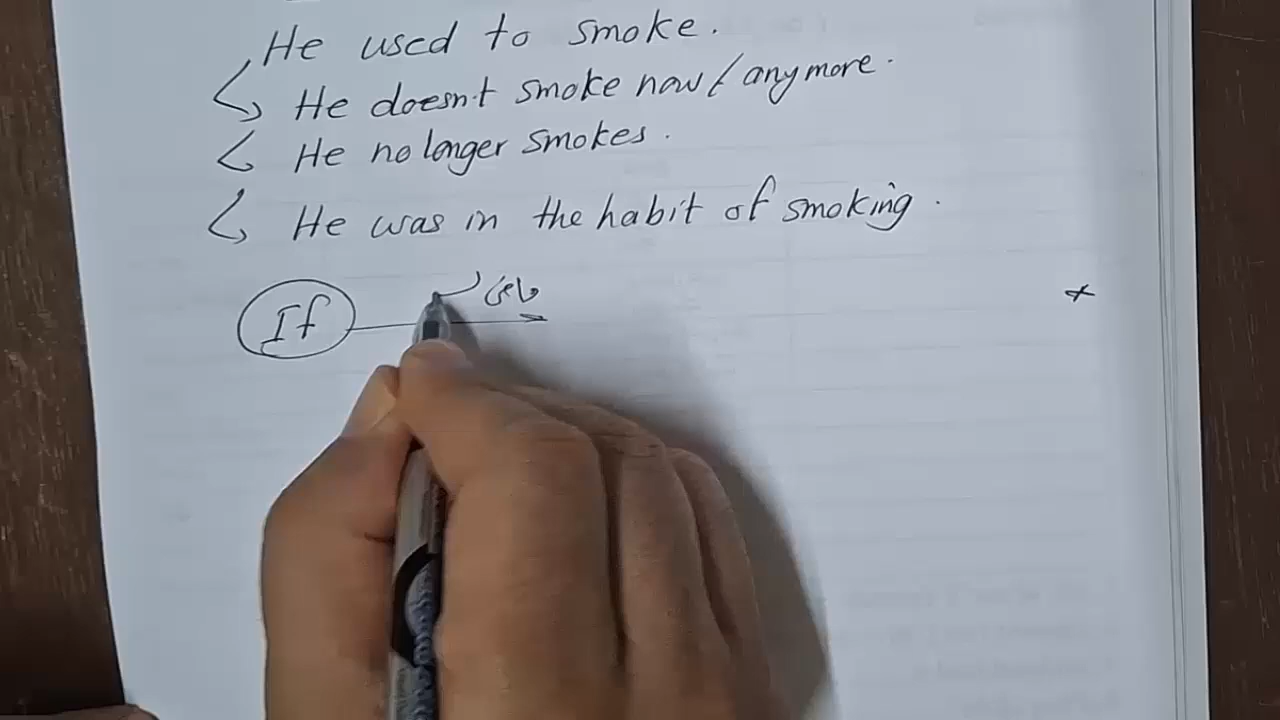 He used to smoke.
He doesn't smoke now / anymore.
He no longer smokes.
He was in the habit of smoking.
If